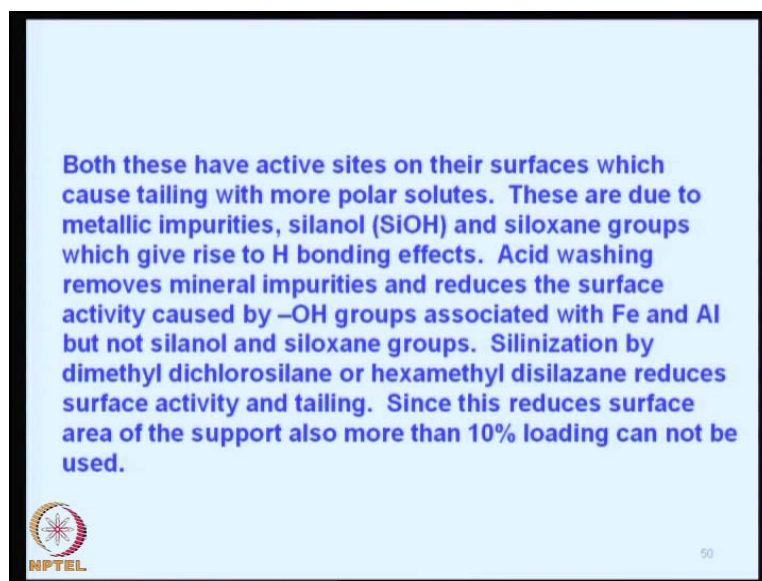 Both these have active sites on their surfaces which
cause tailing with more polar solutes. These are due to
metallic impurities, silanol (SiOH) and siloxane groups
which give rise to H bonding effects. Acid washing
removes mineral impurities and reduces the surface
activity caused by –OH groups associated with Fe and Al
but not silanol and siloxane groups. Silinization by
dimethyl dichlorosilane or hexamethyl disilazane reduces
surface activity and tailing. Since this reduces surface
area of the support also more than 10% loading can not be
used.
NPTEL
50